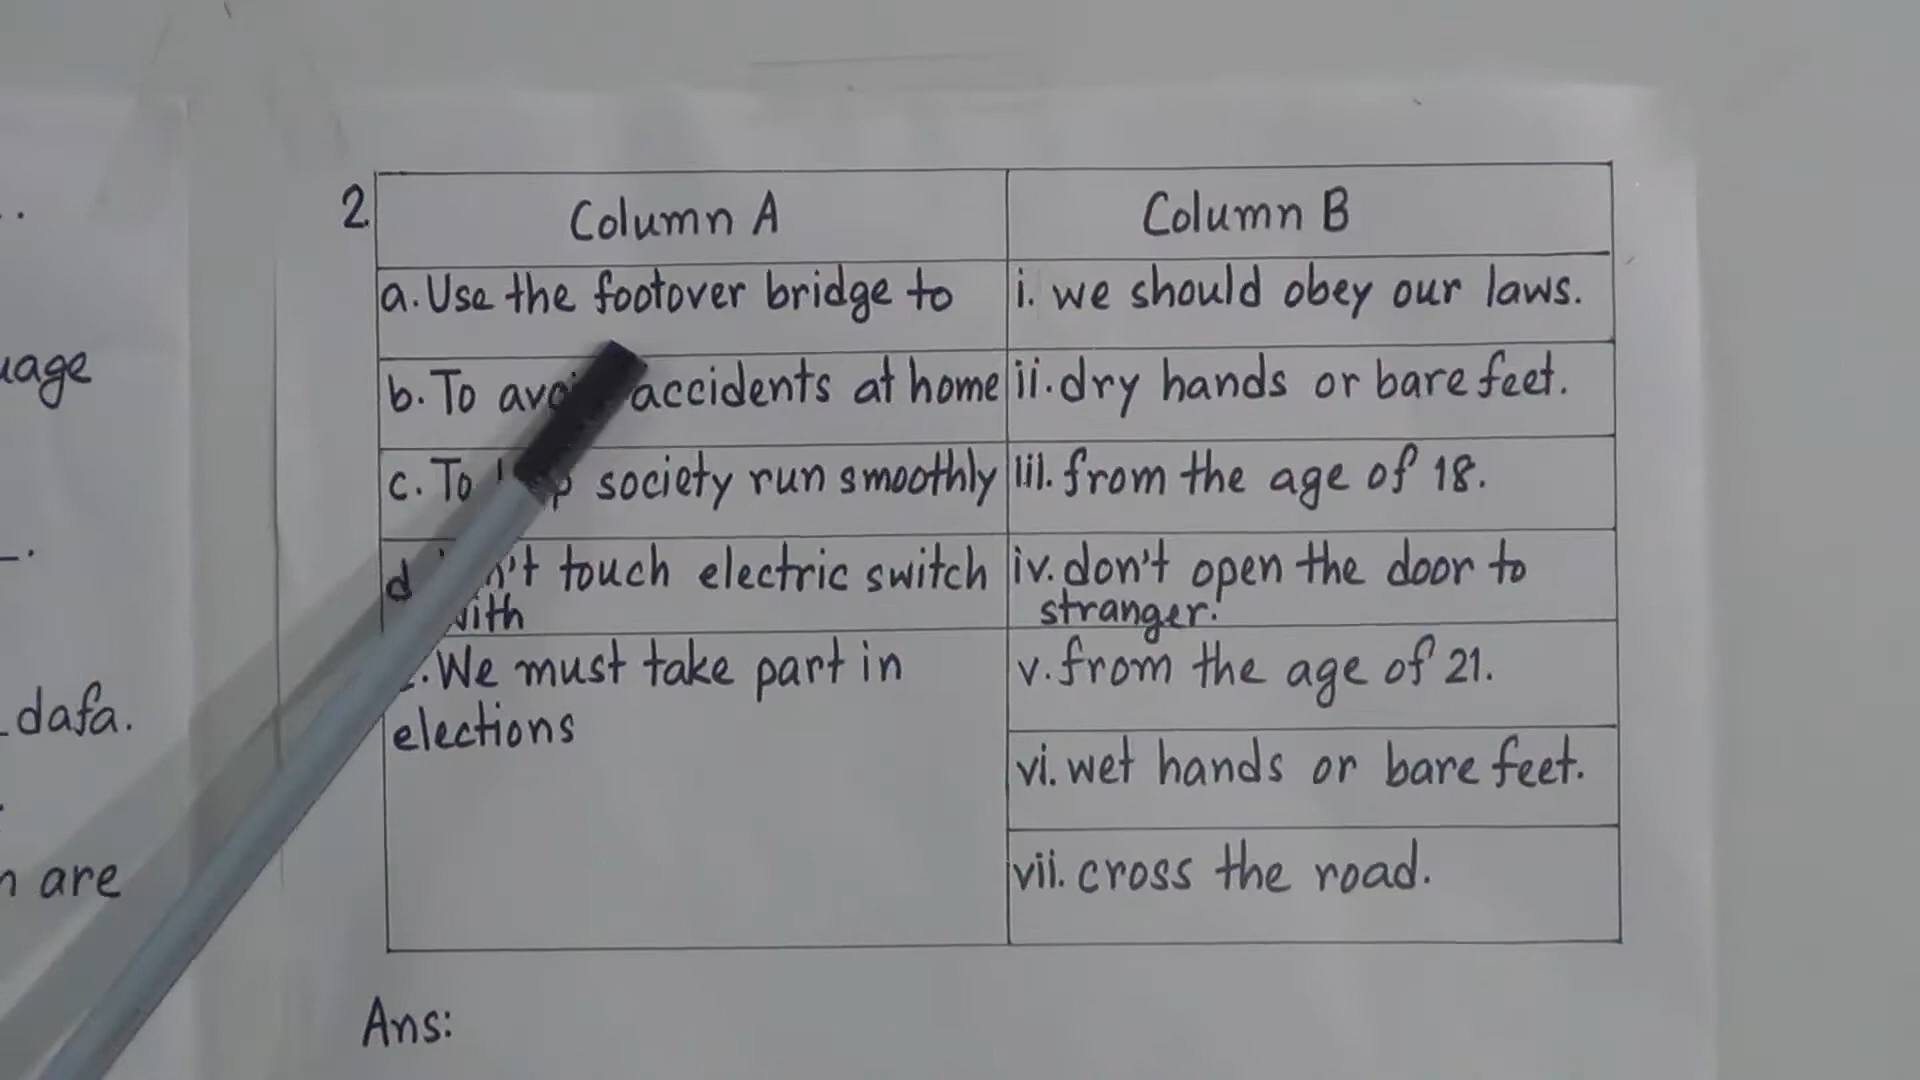 2. Column A Column B
a. Use the footover bridge to i. we should obey our laws.
b. To accidents at home ii. dry hands or bare feet.
c. To society run smoothly iii. from the age of 18.
d touch electric switch iv. don't open the door to
with stranger.
We must take part in v. from the age of 21.
elections
vi. wet hands or bare feet.
vii. cross the road.
Ans:
dafa.
are